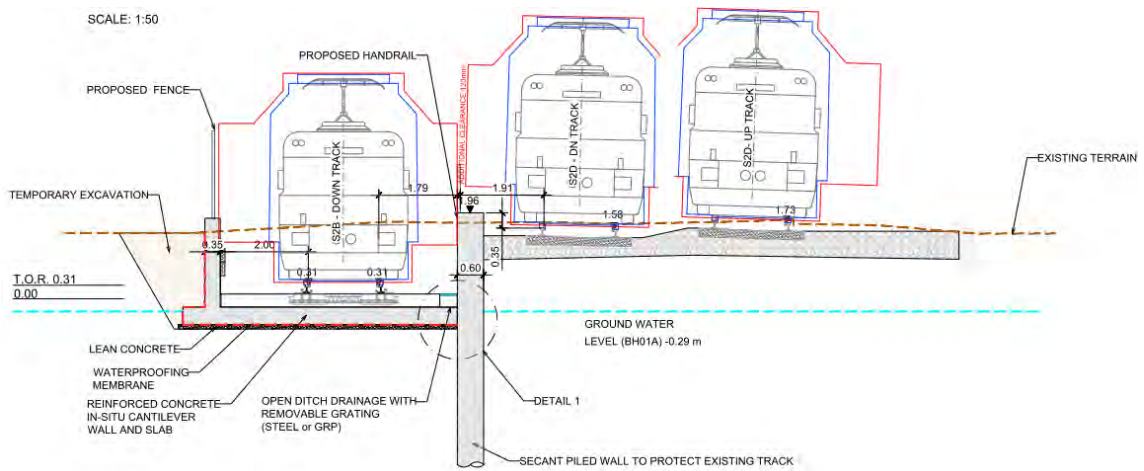 SCALE: 1:50
PROPOSED HANDRAIL
PROPOSED FENCE
ADDITIONAL CLEARANCE 120mm
S2B - DOWN TRACK
S2D - DN TRACK
S2D - UP TRACK
EXISTING TERRAIN
TEMPORARY EXCAVATION
1.79
1.91
1.96
1.58
1.73
0.35
2.00
0.35
0.31
0.31
0.60
T.O.R. 0.31
0.00
GROUND WATER
LEVEL (BH01A) -0.29 m
LEAN CONCRETE
WATERPROOFING
MEMBRANE
REINFORCED CONCRETE
IN-SITU CANTILEVER
WALL AND SLAB
OPEN DITCH DRAINAGE WITH
REMOVABLE GRATING
(STEEL or GRP)
DETAIL 1
SECANT PILED WALL TO PROTECT EXISTING TRACK